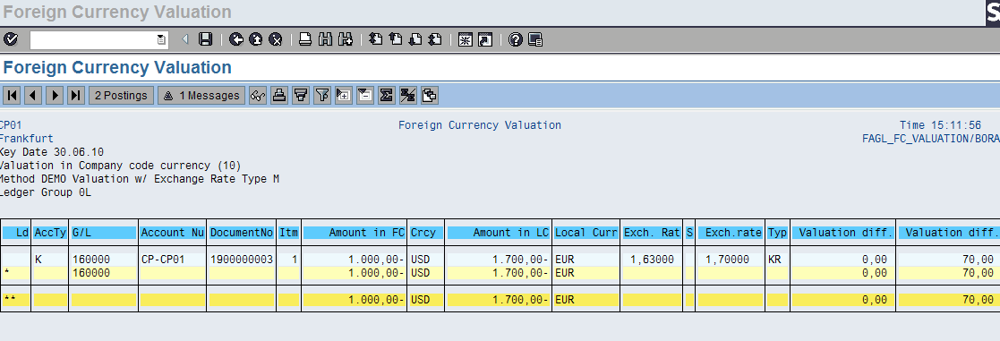 Foreign Currency Valuation
Foreign Currency Valuation
2 Postings 1 Messages
CP01 Foreign Currency Valuation Time 15:11:56
Frankfurt FAGL_FC_VALUATION/BORA
Key Date 30.06.10
Valuation in Company code currency (10)
Method DEMO Valuation w/ Exchange Rate Type M
Ledger Group 0L
Ld AccTy G/L Account Nu DocumentNo Itm Amount in FC Crcy Amount in LC Local Curr Exch. Rat S Exch.rate Typ Valuation diff. Valuation diff.
K 160000 CP-CP01 1900000003 1 1.000,00- USD 1.700,00- EUR 1,63000 1,70000 KR 0,00 70,00
* 160000 1.000,00- USD 1.700,00- EUR 0,00 70,00
** 1.000,00- USD 1.700,00- EUR 0,00 70,00